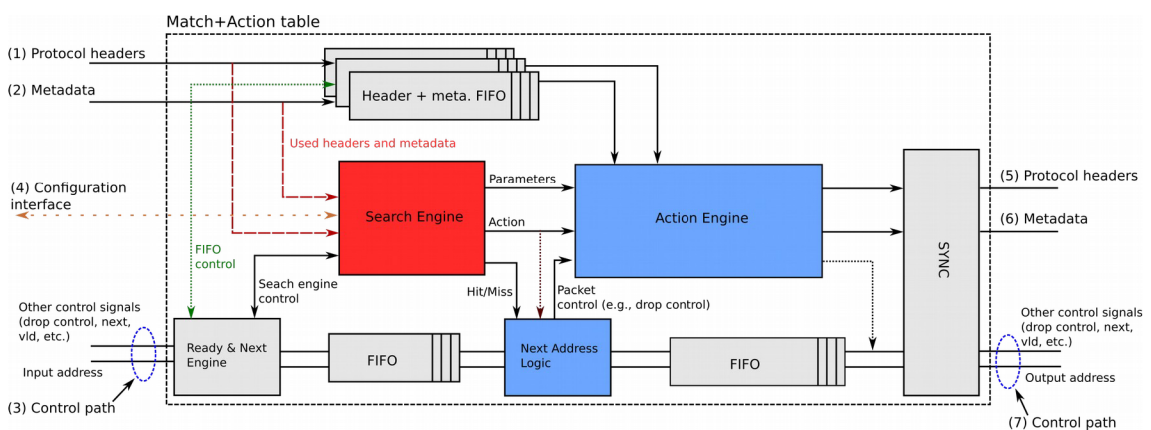 Match+Action table
(1) Protocol headers
(2) Metadata
Header + meta. FIFO
Used headers and metadata
(4) Configuration
interface
Search Engine
Parameters
Action
Action Engine
SYNC
(5) Protocol headers
(6) Metadata
FIFO
control
Seach engine
control
Hit/Miss
Packet
control (e.g., drop control)
Other control signals
(drop control, next,
vld, etc.)
Input address
(3) Control path
Ready & Next
Engine
FIFO
Next Address
Logic
FIFO
Other control signals
(drop control, next,
vld, etc.)
Output address
(7) Control path